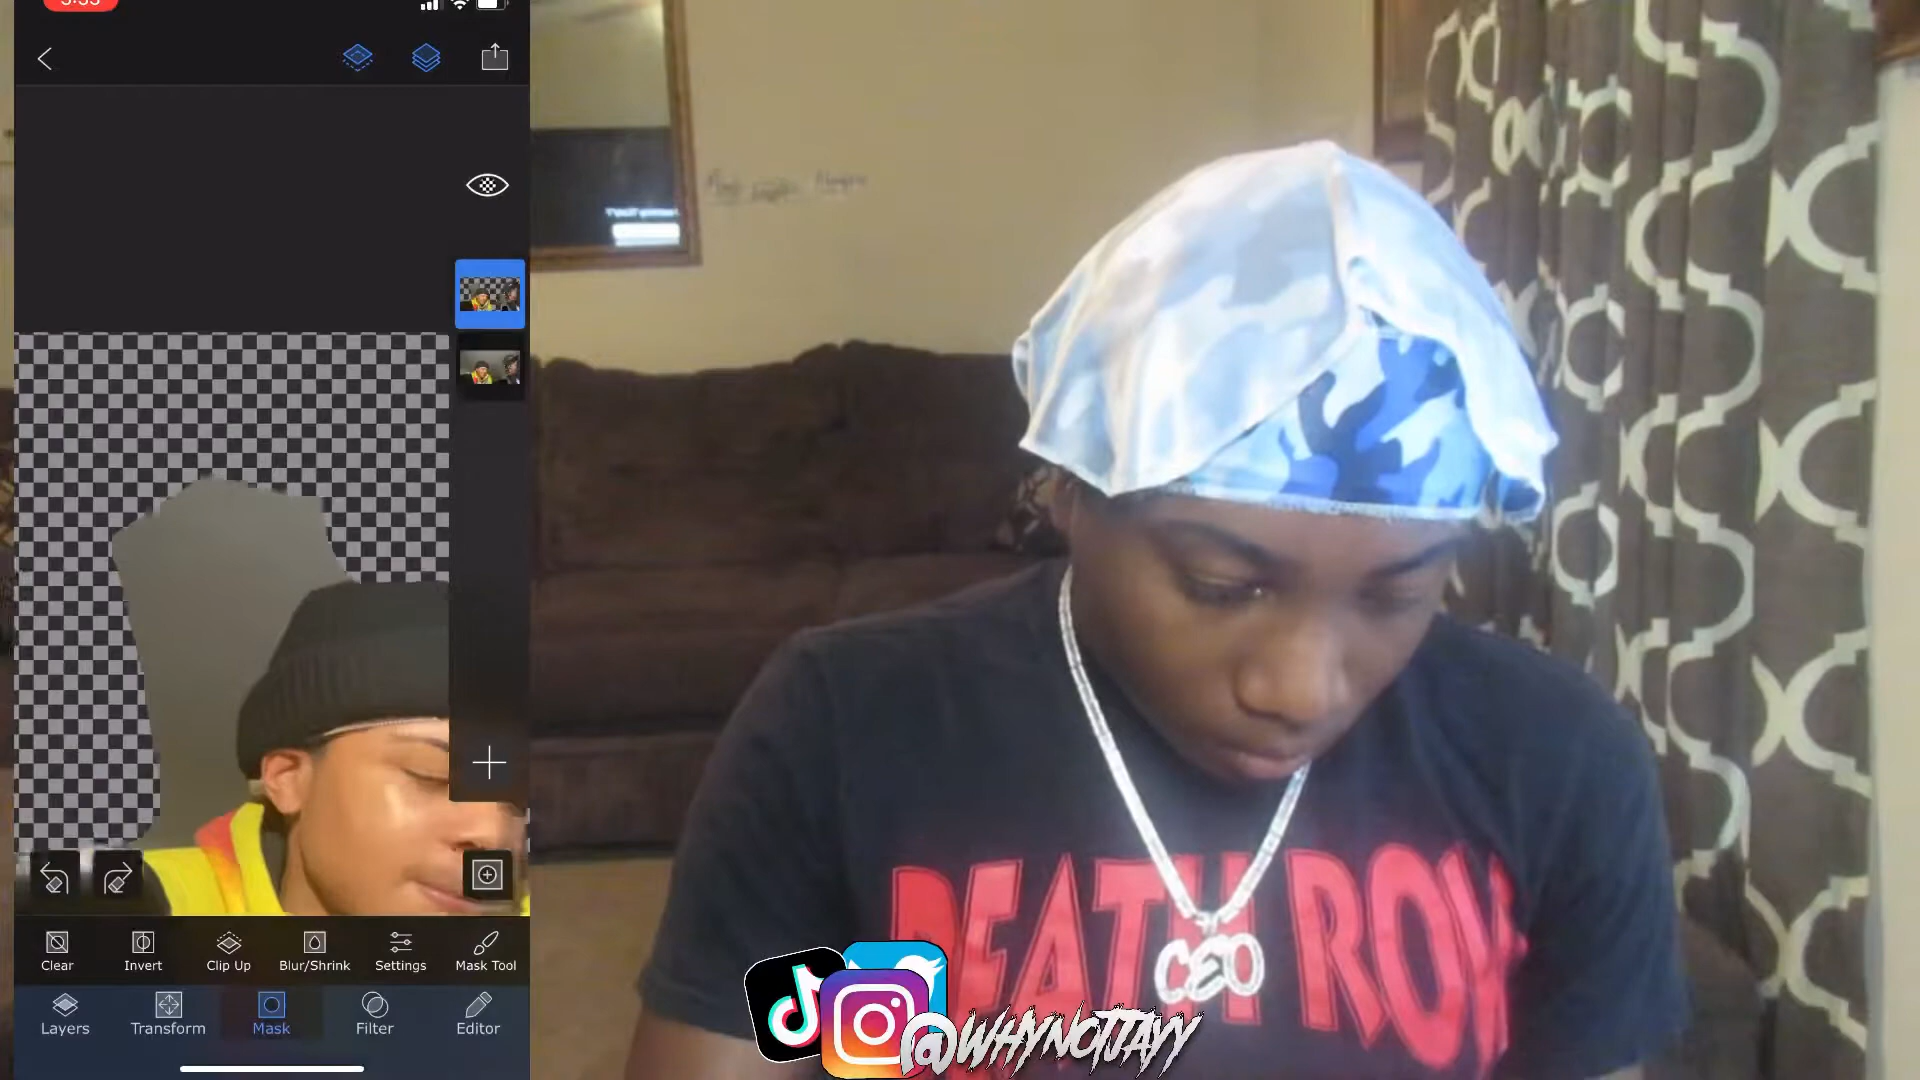 Clear
Invert
Clip Up
Blur/Shrink
Settings
Mask Tool
Layers
Transform
Mask
Filter
Editor
DEATH ROW
CEO
@WHYNOTJAYY